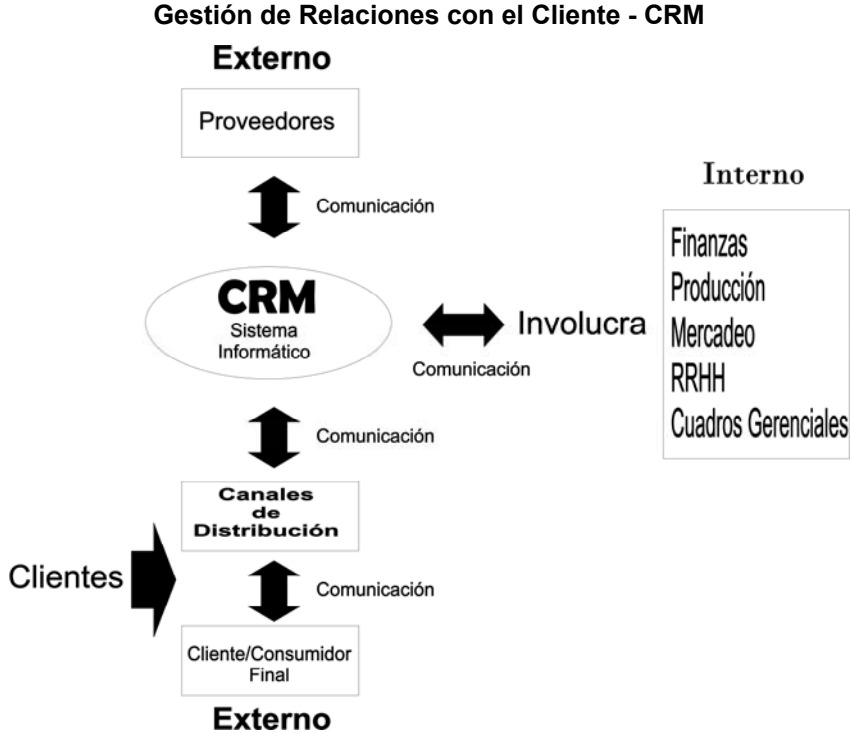 Gestión de Relaciones con el Cliente - CRM
Externo
Proveedores
Comunicación
Interno
Finanzas
Producción
Mercadeo
RRHH
Cuadros Gerenciales
CRM
Sistema
Informático
Involucra
Comunicación
Comunicación
Canales
de
Distribución
Clientes
Comunicación
Cliente/Consumidor
Final
Externo